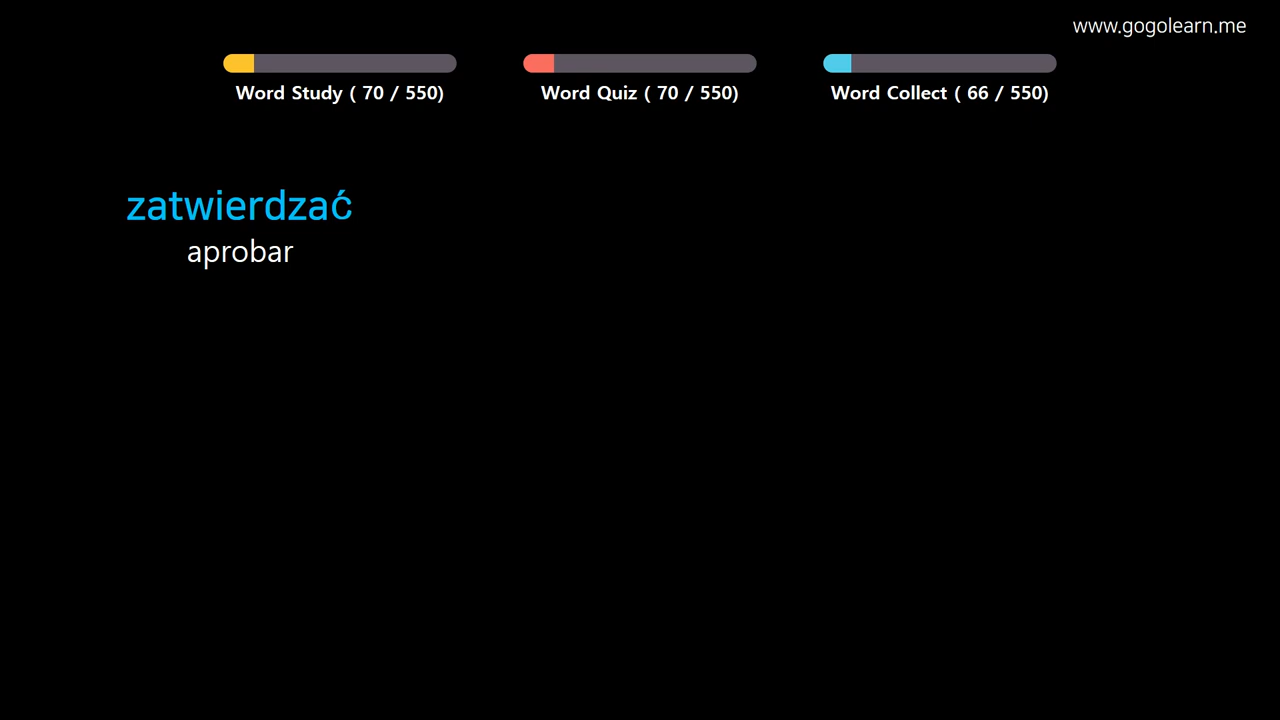 www.gogolearn.me
Word Study ( 70 / 550)
Word Quiz ( 70 / 550)
Word Collect ( 66 / 550)
zatwierdzać
aprobar